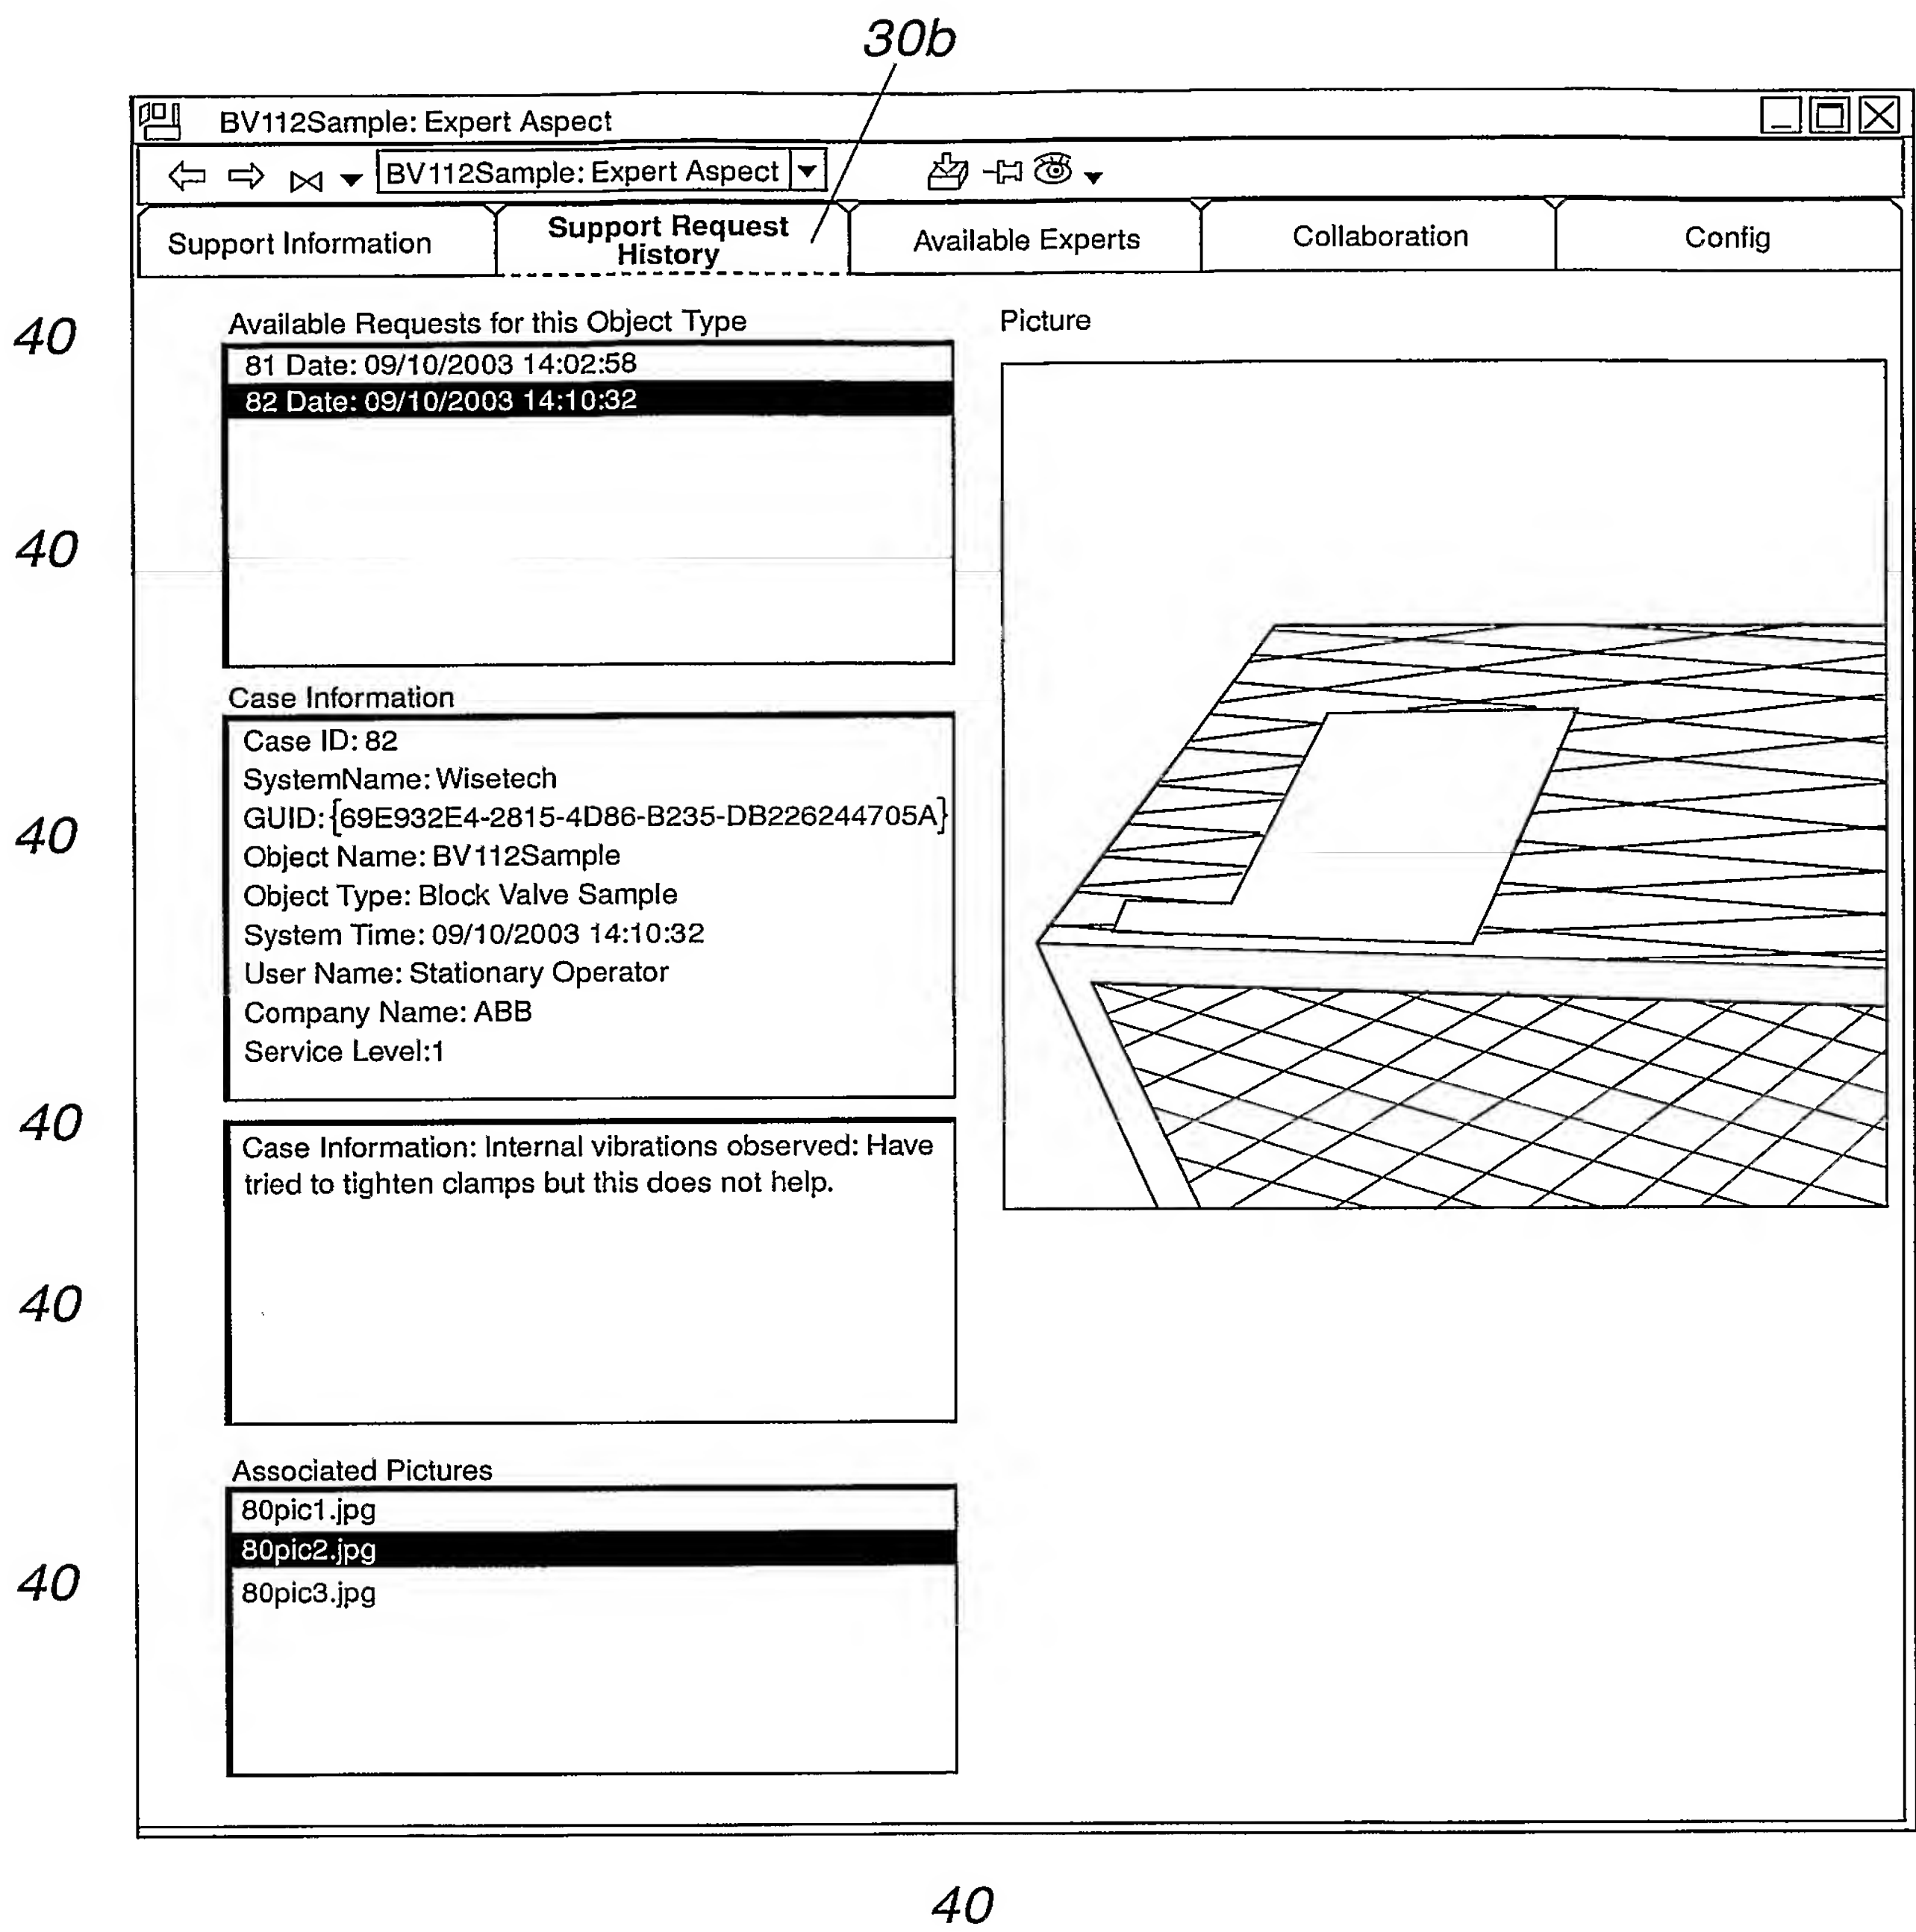 30b
BV112Sample: Expert Aspect
BV112Sample: Expert Aspect
Support Information
Support Request
History
Available Experts
Collaboration
Config
40
Available Requests for this Object Type
81 Date: 09/10/2003 14:02:58
82 Date: 09/10/2003 14:10:32
Picture
40
Case Information
Case ID: 82
SystemName: Wisetech
GUID: {69E932E4-2815-4D86-B235-DB226244705A}
40
Object Name: BV112Sample
Object Type: Block Valve Sample
System Time: 09/10/2003 14:10:32
User Name: Stationary Operator
Company Name: ABB
Service Level:1
40
Case Information: Internal vibrations observed: Have
tried to tighten clamps but this does not help.
40
Associated Pictures
80pic1.jpg
80pic2.jpg
80pic3.jpg
40
40